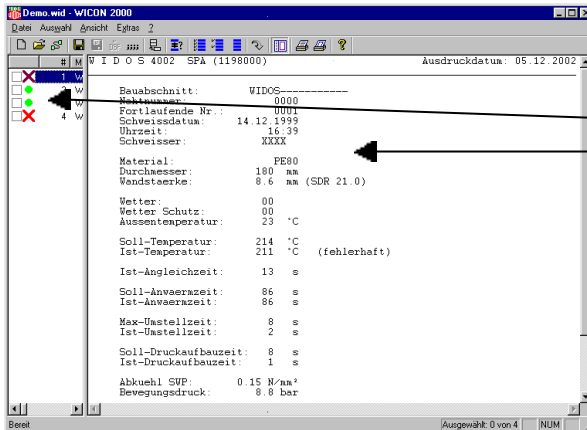 Demo.wid - WICON 2000
Datei Auswahl Ansicht Extras ?
# M
W I D O S 4002 SPA (1198000) Ausdruckdatum: 05.12.2002
1 W
W
4 W
Bauabschnitt: WIDOS-----------
Nahtnummer: 0000
Fortlaufende Nr.: 0001
Schweissdatum: 14.12.1999
Uhrzeit: 16:39
Schweisser: XXXX
Material: PE80
Durchmesser: 180 mm
Wandstaerke: 8.6 mm (SDR 21.0)
Wetter: 00
Wetter Schutz: 00
Aussentemperatur: 23 °C
Soll-Temperatur: 214 °C
Ist-Temperatur: 211 °C (fehlerhaft)
Ist-Angleichzeit: 13 s
Soll-Anwaermzeit: 86 s
Ist-Anwaermzeit: 86 s
Max-Umstellzeit: 8 s
Ist-Umstellzeit: 2 s
Soll-Druckaufbauzeit: 8 s
Ist-Druckaufbauzeit: 1 s
Abkuehl SWP: 0.15 N/mm²
Bewegungsdruck: 8.8 bar
Bereit Ausgewählt: 0 von 4 NUM